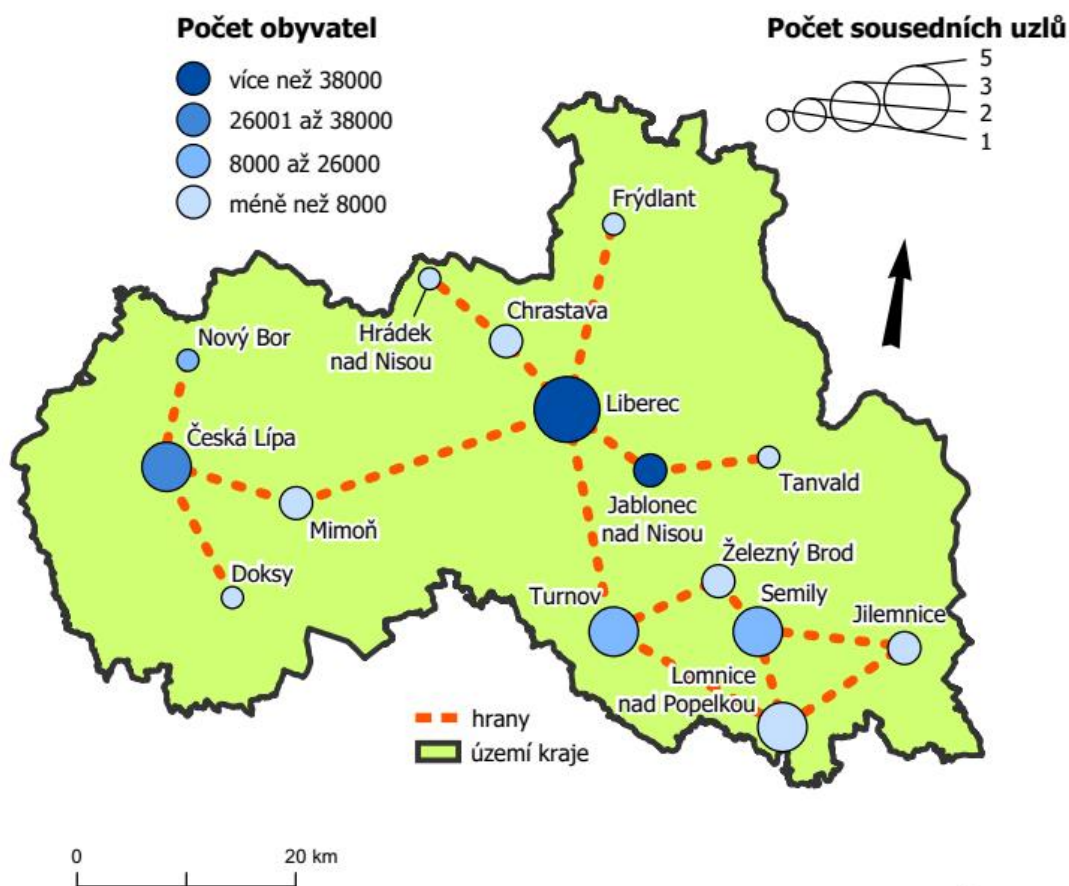 Počet obyvatel
více než 38000
26001 až 38000
8000 až 26000
méně než 8000
Počet sousedních uzlů
5
3
2
1
Frýdlant
Hrádek
nad Nisou
Chrastava
Nový Bor
Liberec
Česká Lípa
Jablonec
nad Nisou
Tanvald
Mimoň
Doksy
Železný Brod
Turnov
Semily
Jilemnice
Lomnice
nad Popelkou
hrany
území kraje
0
20 km